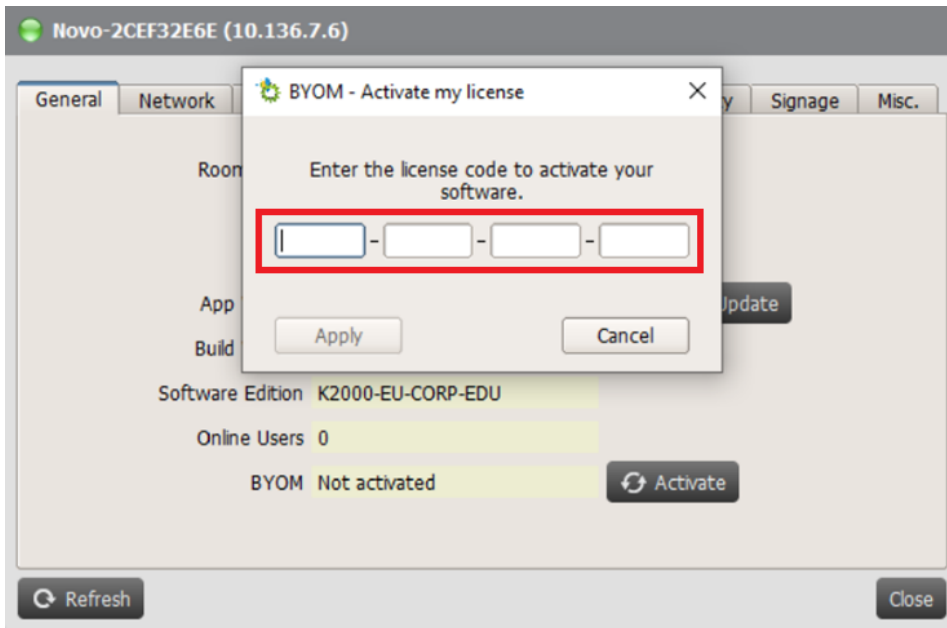 Novo-2CEF32E6E (10.136.7.6)
General Network y Signage Misc.
BYOM - Activate my license
Room
Enter the license code to activate your
software.
- - -
App Update
Apply Cancel
Build
Software Edition K2000-EU-CORP-EDU
Online Users 0
BYOM Not activated Activate
Refresh Close